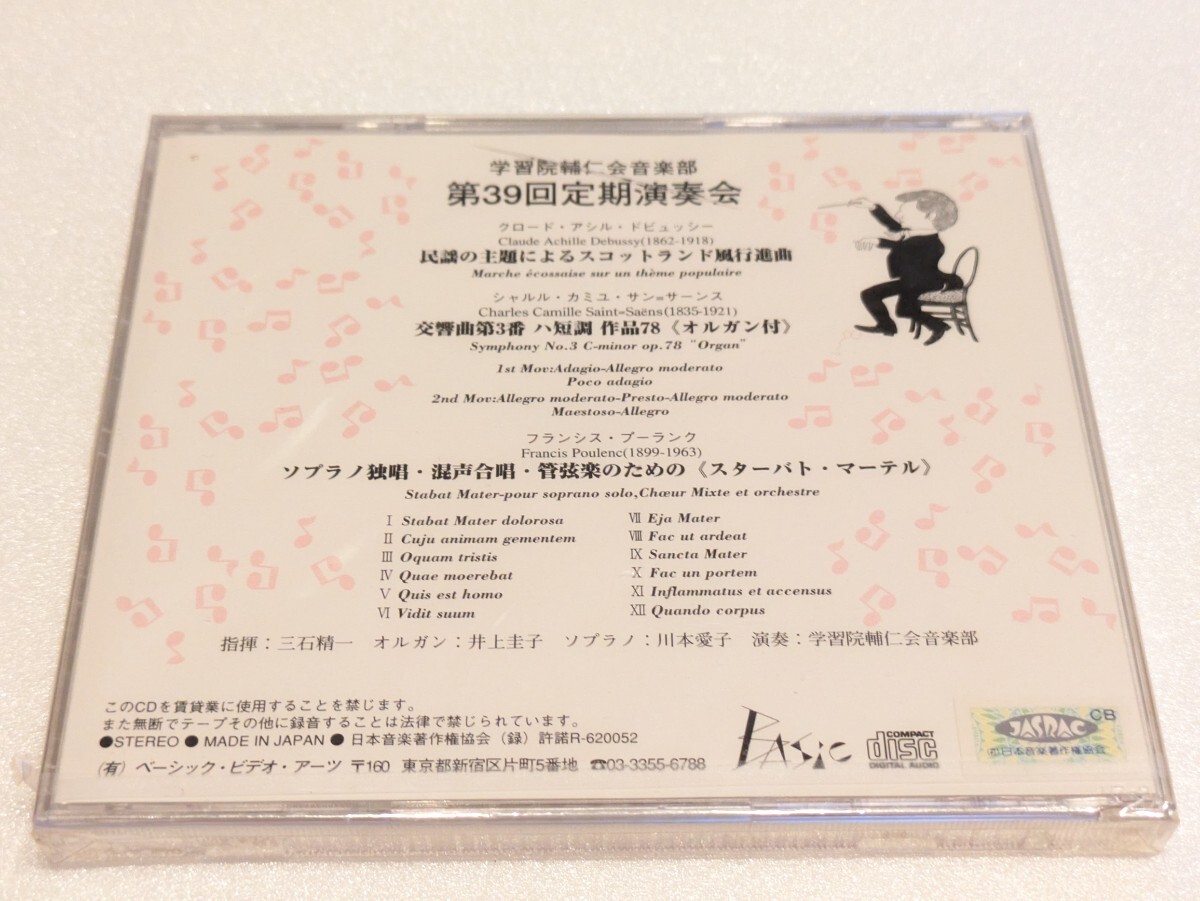 学習院輔仁会音楽部
第39回定期演奏会
クロード・アシル・ドビュッシー
Claude Achille Debussy(1862-1918)
民謡の主題によるスコットランド風行進曲
Marche écossaise sur un thème populaire
シャルル・カミユ・サン=サーンス
Charles Camille Saint=Saëns(1835-1921)
交響曲第3番 ハ短調 作品78《オルガン付》
Symphony No.3 C-minor op.78 "Organ"
1st Mov:Adagio-Allegro moderato
Poco adagio
2nd Mov:Allegro moderato-Presto-Allegro moderato
Maestoso-Allegro
フランシス・プーランク
Francis Poulenc(1899-1963)
ソプラノ独唱・混声合唱・管弦楽のための《スターバト・マーテル》
Stabat Mater-pour soprano solo,Chœur Mixte et orchestre
Ⅰ Stabat Mater dolorosa
Ⅱ Cuju animam gementem
Ⅲ Oquam tristis
Ⅳ Quae moerebat
Ⅴ Quis est homo
Ⅵ Vidit suum
Ⅶ Eja Mater
Ⅷ Fac ut ardeat
Ⅸ Sancta Mater
Ⅹ Fac un portem
Ⅺ Inflammatus et accensus
Ⅻ Quando corpus
指揮：三石精一 オルガン：井上圭子 ソプラノ：川本愛子 演奏：学習院輔仁会音楽部
このCDを賃貸業に使用することを禁じます。
また無断でテープその他に録音することは法律で禁じられています。
●STEREO ● MADE IN JAPAN ● 日本音楽著作権協会（録）許諾R-620052
(有) ベーシック・ビデオ・アーツ 〒160 東京都新宿区片町5番地 ☎03-3355-6788
BASiC
COMPACT
disc
DIGITAL AUDIO
JASRAC
CB
日本音楽著作権協会